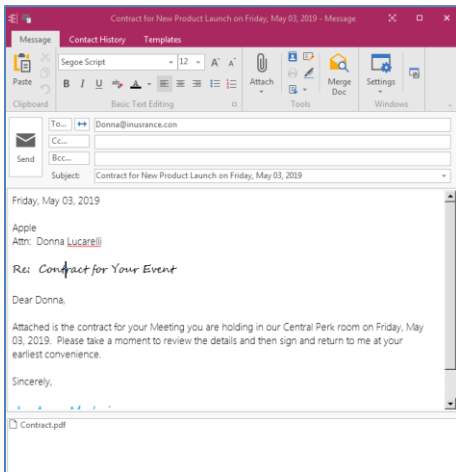 Contract for New Product Launch on Friday, May 03, 2019 - Message
Message Contact History Templates
Paste
Segoe Script 12 A A
B I U A
Attach
Merge Doc
Settings
Clipboard Basic Text Editing Tools Windows
To... Donna@inusrance.con
Cc...
Bcc...
Send
Subject: Contract for New Product Launch on Friday, May 03, 2019
Friday, May 03, 2019
Apple
Attn: Donna Lucarelli
Re: Contract for Your Event
Dear Donna,
Attached is the contract for your Meeting you are holding in our Central Perk room on Friday, May
03, 2019. Please take a moment to review the details and then sign and return to me at your
earliest convenience.
Sincerely,
Contract.pdf